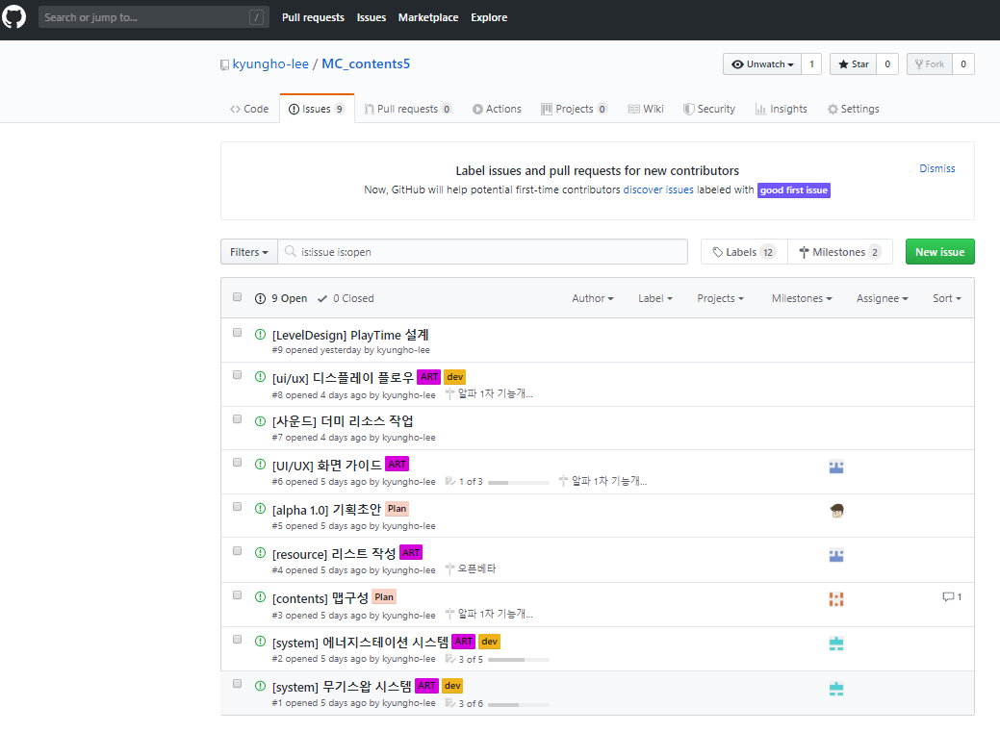 Search or jump to... /
Pull requests Issues Marketplace Explore
kyungho-lee / MC_contents5
Unwatch 1 Star 0 Fork 0
Code Issues 9 Pull requests 0 Actions Projects 0 Wiki Security Insights Settings
Label issues and pull requests for new contributors
Dismiss
Now, GitHub will help potential first-time contributors discover issues labeled with good first issue
Filters is:issue is:open Labels 12 Milestones 2 New issue
9 Open 0 Closed Author Label Projects Milestones Assignee Sort
[LevelDesign] PlayTime 설계
#9 opened yesterday by kyungho-lee
[ui/ux] 디스플레이 플로우 ART dev
#8 opened 4 days ago by kyungho-lee 알파 1차 기능개...
[사운드] 더미 리소스 작업
#7 opened 4 days ago by kyungho-lee
[UI/UX] 화면 가이드 ART
#6 opened 5 days ago by kyungho-lee 1 of 3 알파 1차 기능개...
[alpha 1.0] 기획초안 Plan
#5 opened 5 days ago by kyungho-lee
[resource] 리스트 작성 ART
#4 opened 5 days ago by kyungho-lee 오픈베타
[contents] 맵구성 Plan 1
#3 opened 5 days ago by kyungho-lee 알파 1차 기능개...
[system] 에너지스테이션 시스템 ART dev
#2 opened 5 days ago by kyungho-lee 3 of 5
[system] 무기스왑 시스템 ART dev
#1 opened 5 days ago by kyungho-lee 3 of 6